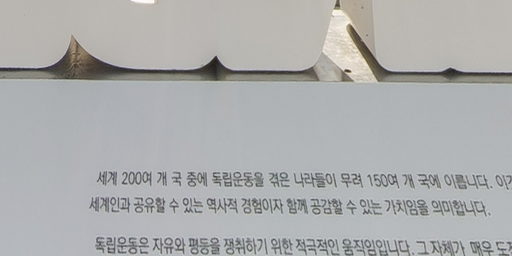 세계 200여 개 국 중에 독립운동을 겪은 나라들이 무려 150여 개 국에 이릅니다.
세계인과 공유할 수 있는 역사적 경험이자 함께 공감할 수 있는 가치임을 의미합니다.
독립운동은 자유와 평등을 쟁취하기 위한 적극적인 움직임입니다. 그 자체가 매우